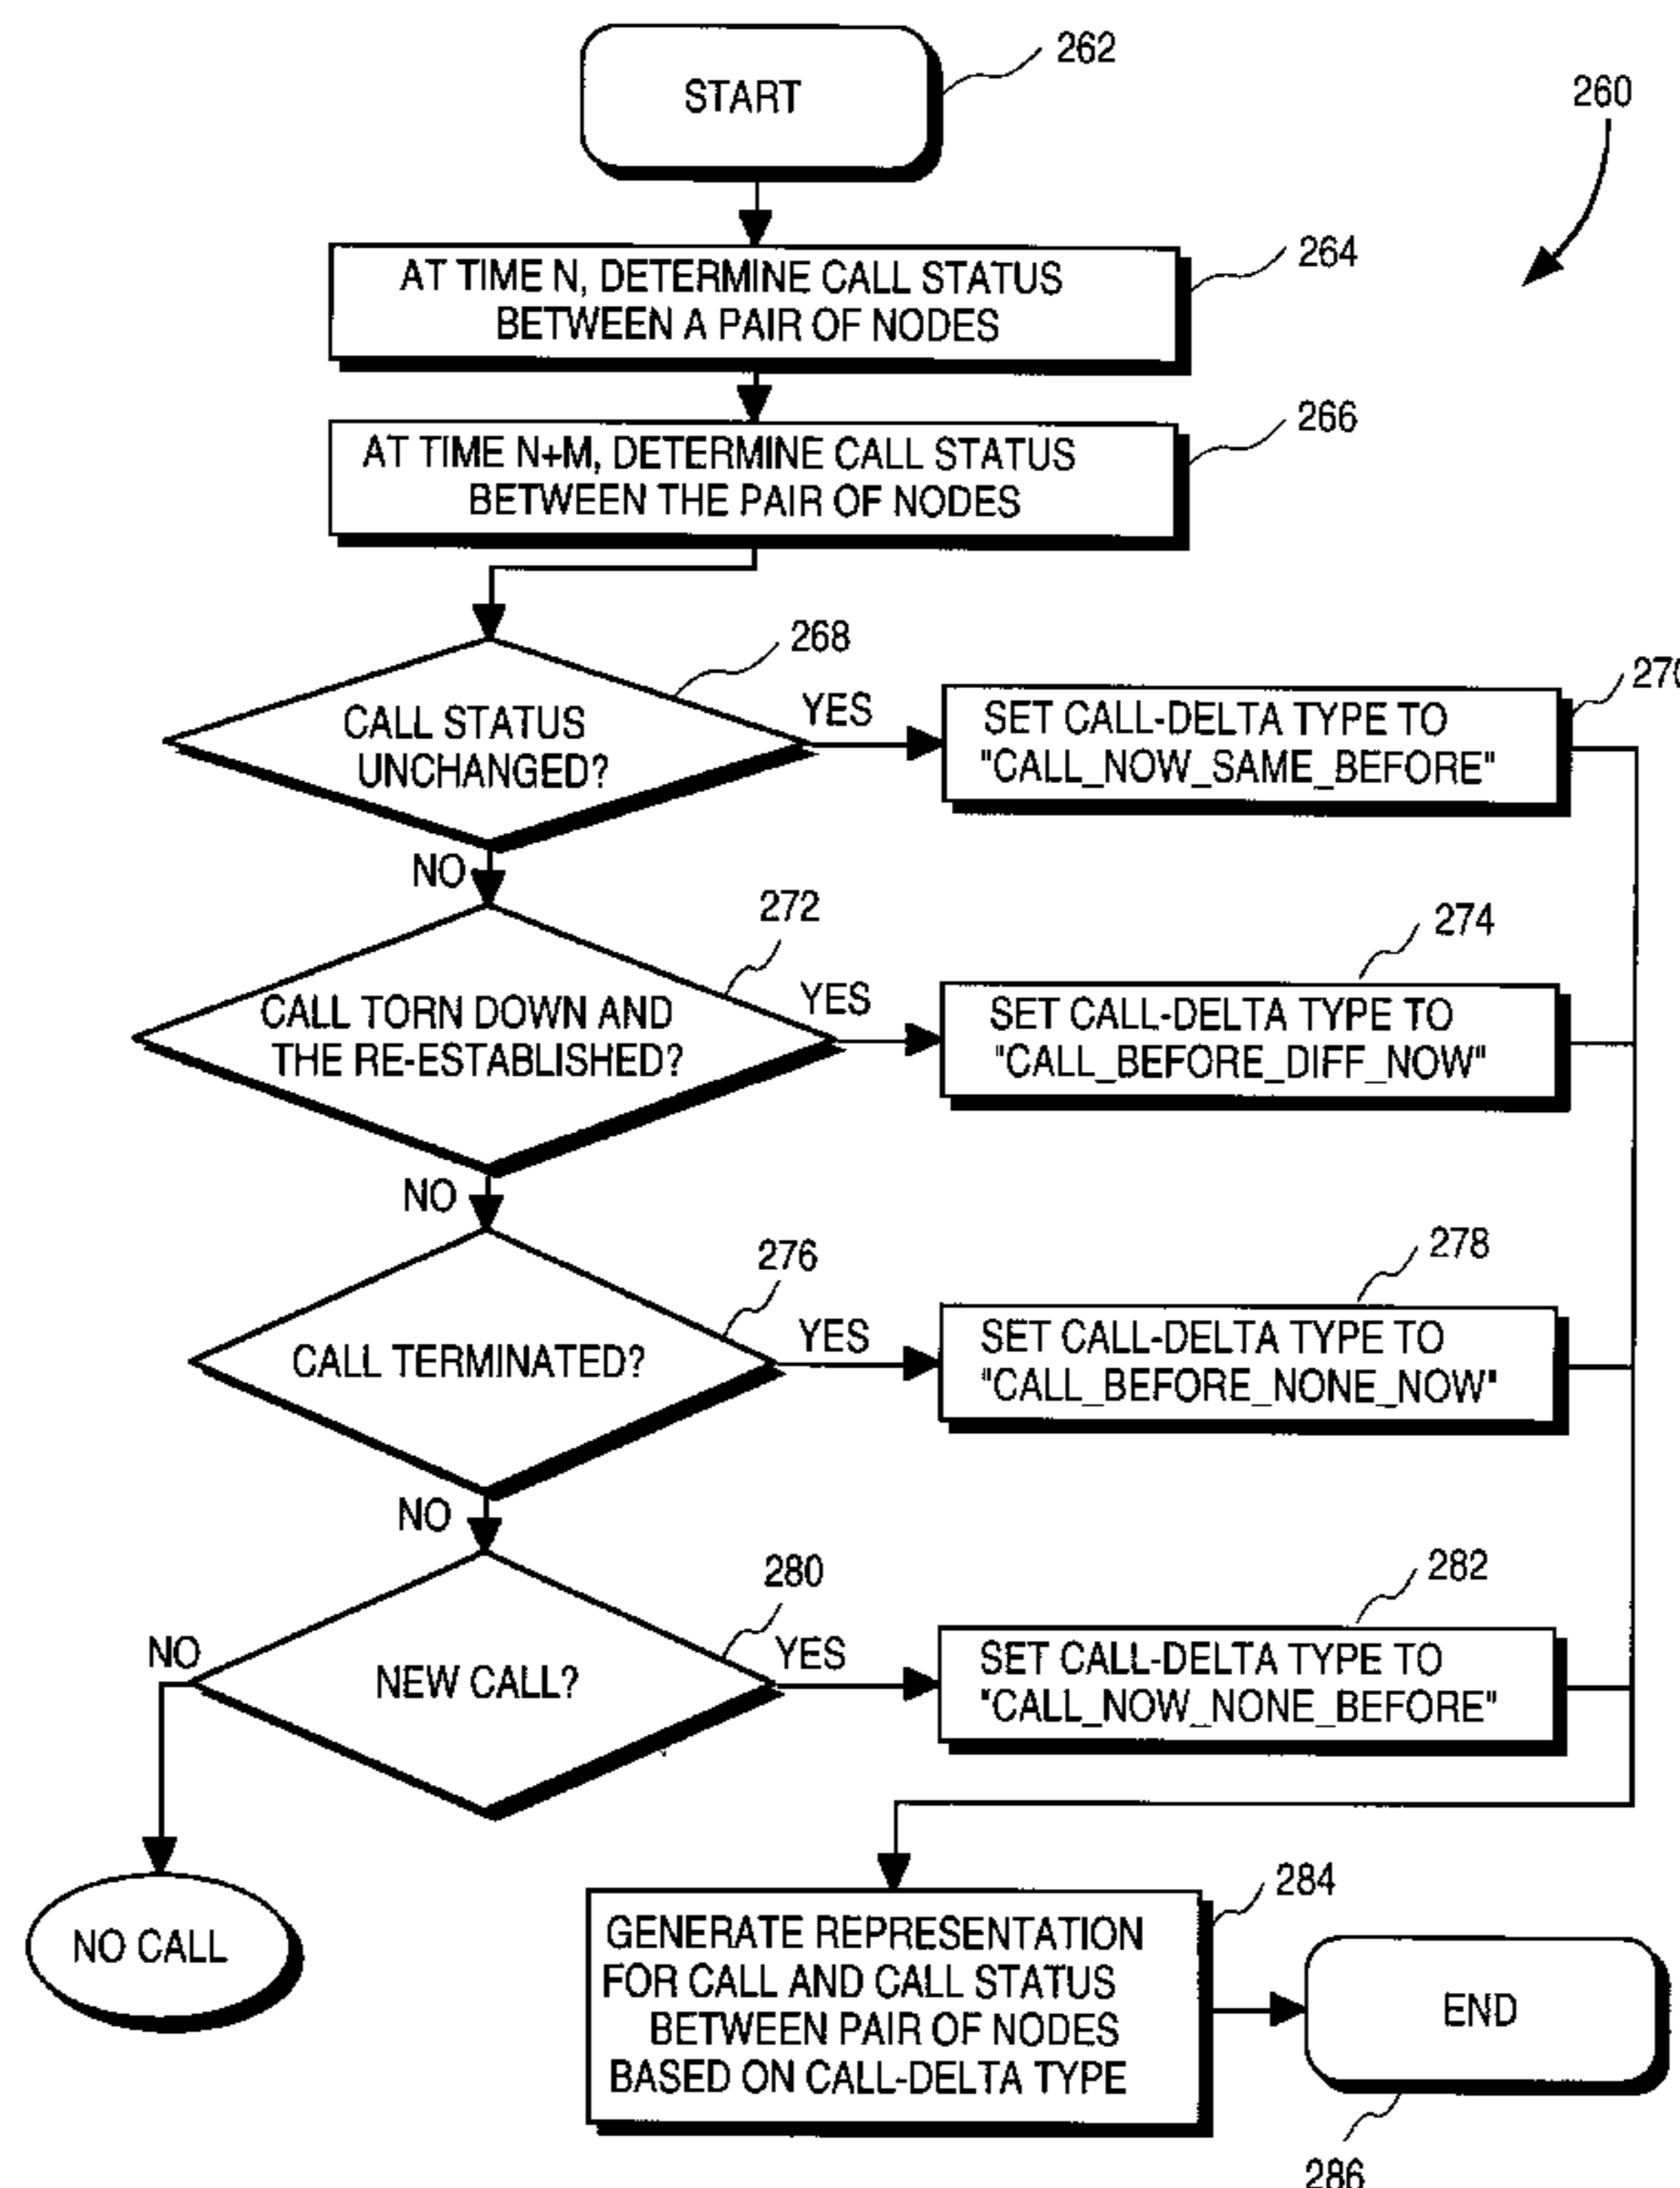 START
262
260
AT TIME N, DETERMINE CALL STATUS
BETWEEN A PAIR OF NODES
264
AT TIME N+M, DETERMINE CALL STATUS
BETWEEN THE PAIR OF NODES
266
CALL STATUS
UNCHANGED?
268
YES
SET CALL-DELTA TYPE TO
"CALL_NOW_SAME_BEFORE"
270
NO
CALL TORN DOWN AND
THE RE-ESTABLISHED?
272
YES
SET CALL-DELTA TYPE TO
"CALL_BEFORE_DIFF_NOW"
274
NO
CALL TERMINATED?
276
YES
SET CALL-DELTA TYPE TO
"CALL_BEFORE_NONE_NOW"
278
NO
NEW CALL?
280
YES
SET CALL-DELTA TYPE TO
"CALL_NOW_NONE_BEFORE"
282
NO
NO CALL
GENERATE REPRESENTATION
FOR CALL AND CALL STATUS
BETWEEN PAIR OF NODES
BASED ON CALL-DELTA TYPE
284
END
286